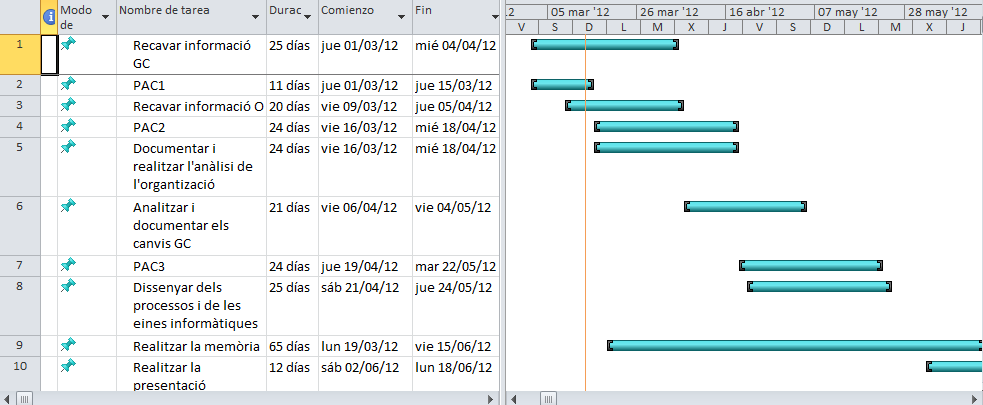 Modo de Nombre de tarea Durac Comienzo Fin
12 05 mar '12 26 mar '12 16 abr '12 07 may '12 28 may '12
V S D L M X J V S D L M X J
1 Recavar informació GC 25 días jue 01/03/12 mié 04/04/12
2 PAC1 11 días jue 01/03/12 jue 15/03/12
3 Recavar informació O 20 días vie 09/03/12 jue 05/04/12
4 PAC2 24 días vie 16/03/12 mié 18/04/12
5 Documentar i realitzar l'anàlisi de l'organtizació 24 días vie 16/03/12 mié 18/04/12
6 Analitzar i documentar els canvis GC 21 días vie 06/04/12 vie 04/05/12
7 PAC3 24 días jue 19/04/12 mar 22/05/12
8 Dissenyar dels processos i de les eines informàtiques 25 días sáb 21/04/12 jue 24/05/12
9 Realitzar la memòria 65 días lun 19/03/12 vie 15/06/12
10 Realitzar la presentació 12 días sáb 02/06/12 lun 18/06/12